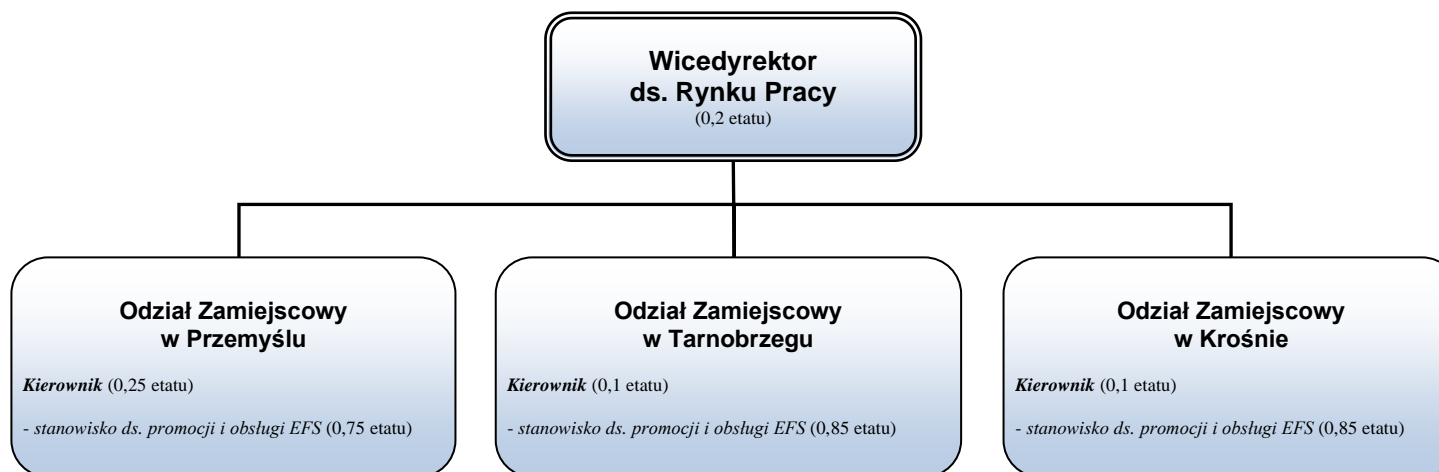 Wicedyrektor
ds. Rynku Pracy
(0,2 etatu)
Odział Zamiejscowy
w Przemyślu
Kierownik (0,25 etatu)
- stanowisko ds. promocji i obsługi EFS (0,75 etatu)
Odział Zamiejscowy
w Tarnobrzegu
Kierownik (0,1 etatu)
- stanowisko ds. promocji i obsługi EFS (0,85 etatu)
Odział Zamiejscowy
w Krośnie
Kierownik (0,1 etatu)
- stanowisko ds. promocji i obsługi EFS (0,85 etatu)